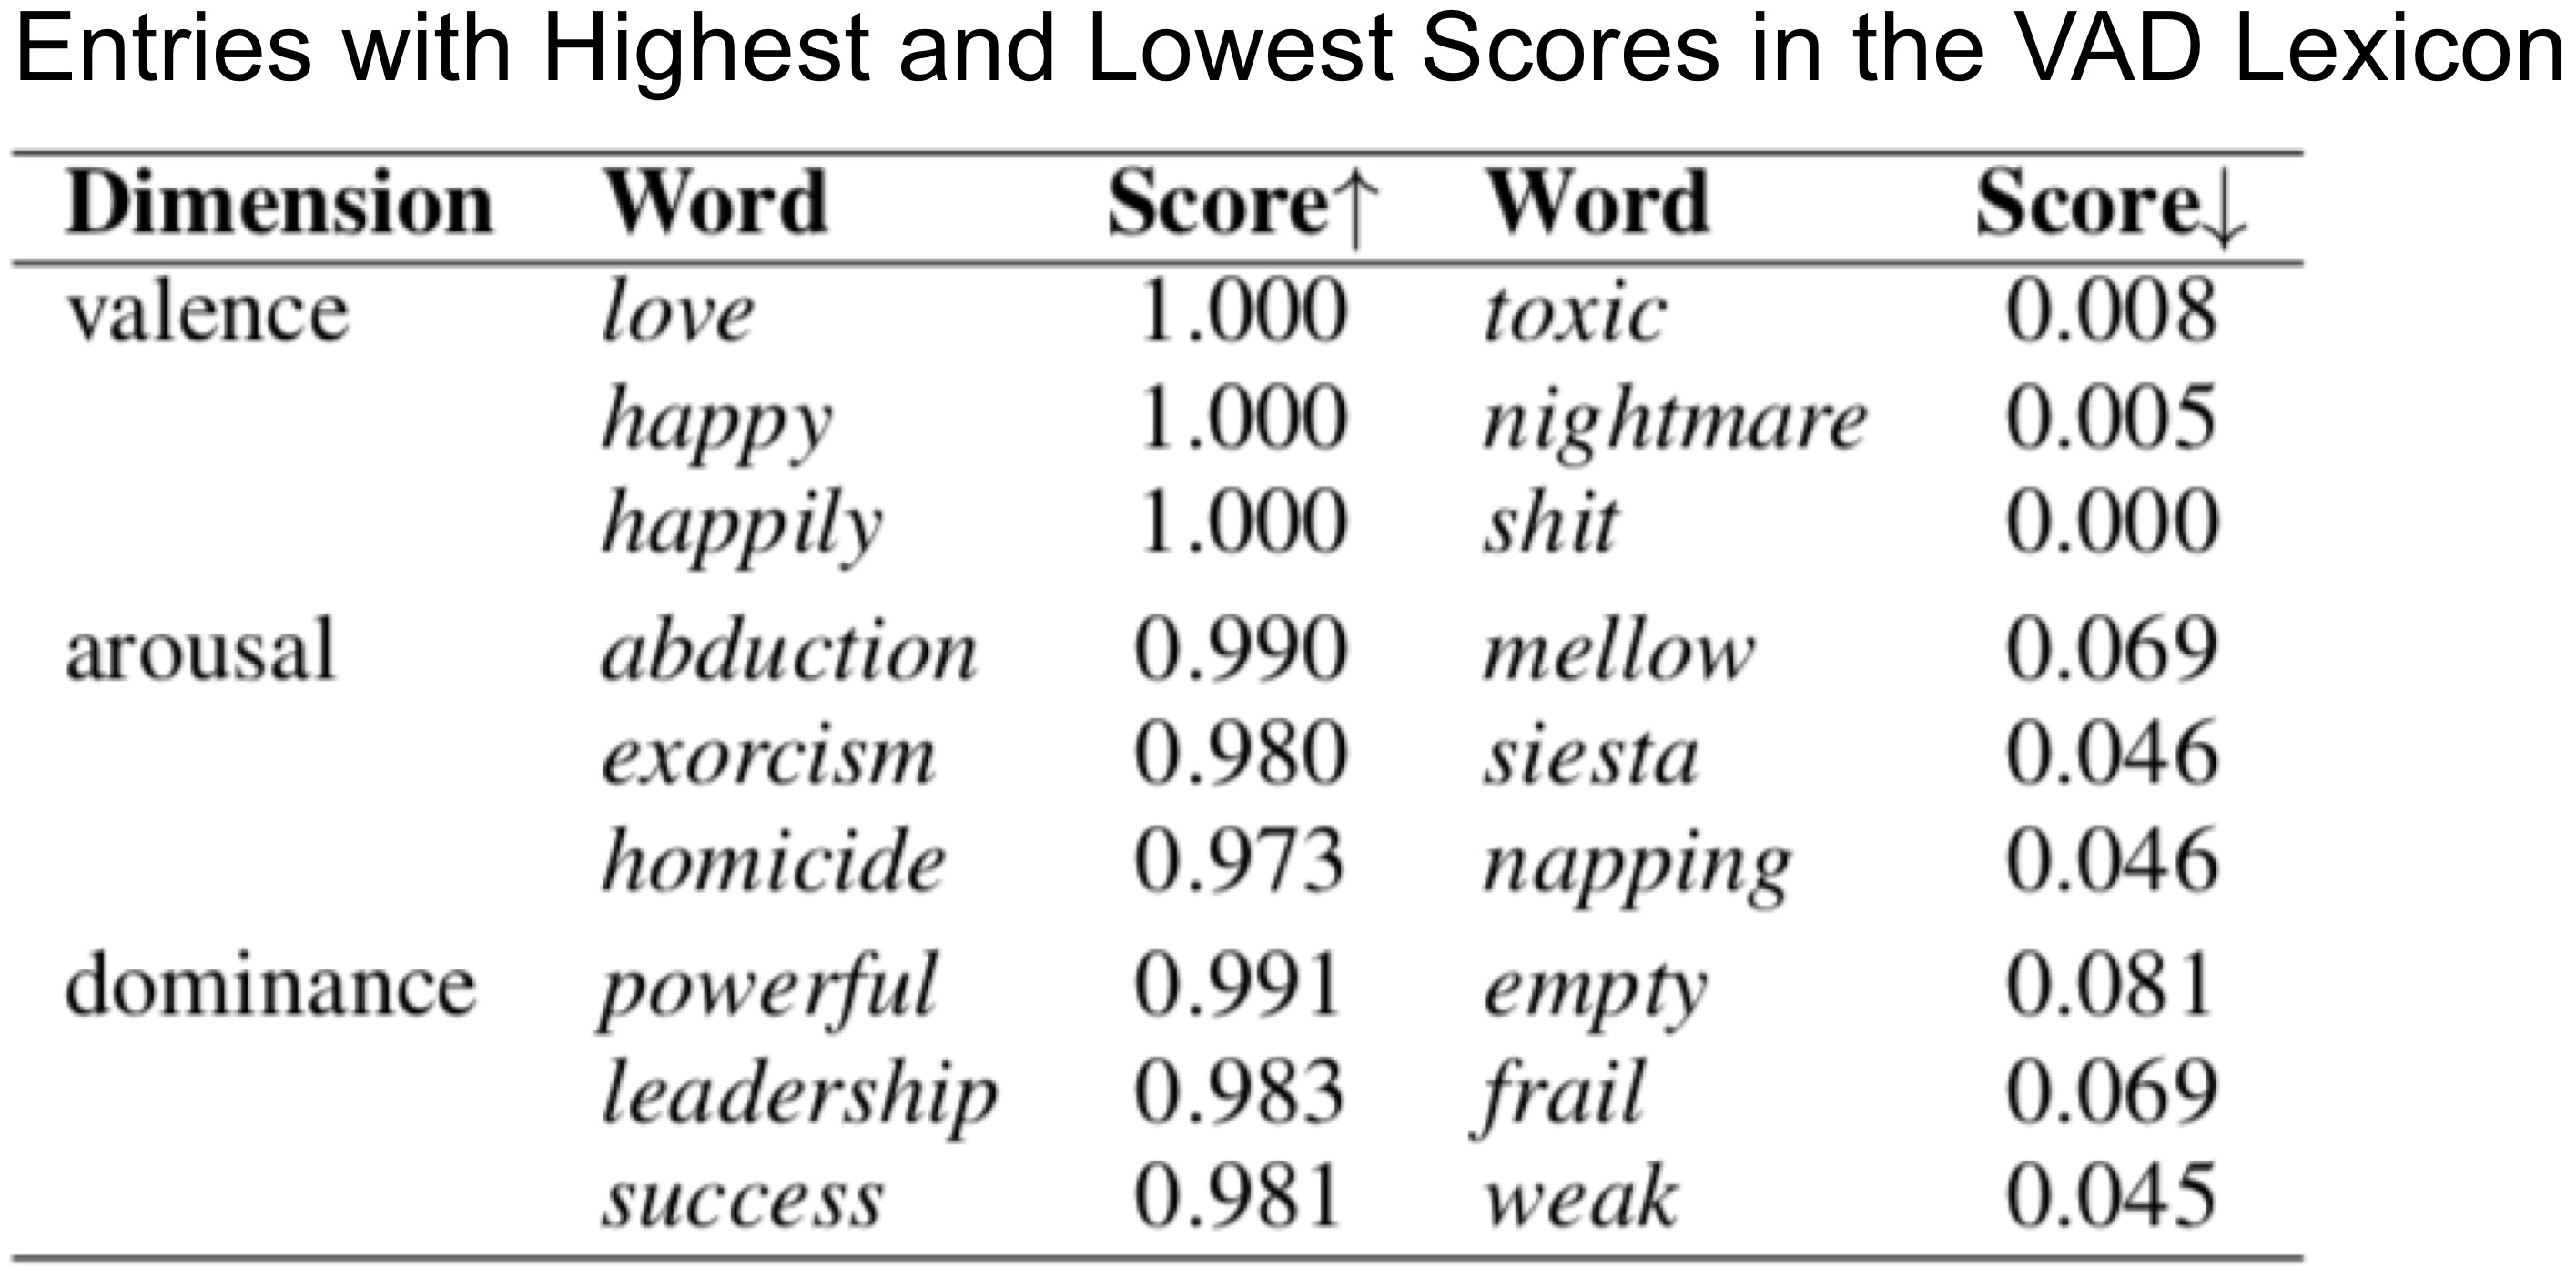 Entries with Highest and Lowest Scores in the VAD Lexicon
Dimension Word Score↑ Word Score↓
valence love 1.000 toxic 0.008
happy 1.000 nightmare 0.005
happily 1.000 shit 0.000
arousal abduction 0.990 mellow 0.069
exorcism 0.980 siesta 0.046
homicide 0.973 napping 0.046
dominance powerful 0.991 empty 0.081
leadership 0.983 frail 0.069
success 0.981 weak 0.045